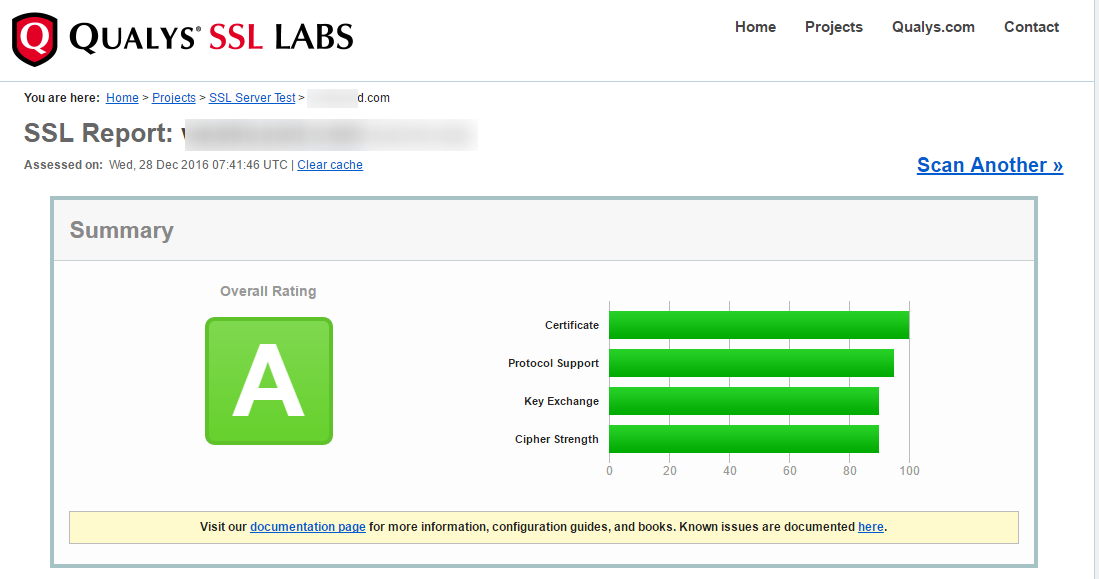 QUALYS® SSL LABS
Home Projects Qualys.com Contact
You are here: Home > Projects > SSL Server Test > d.com
SSL Report:
Assessed on: Wed, 28 Dec 2016 07:41:46 UTC | Clear cache
Scan Another »
Summary
Overall Rating
A
Certificate
Protocol Support
Key Exchange
Cipher Strength
0 20 40 60 80 100
Visit our documentation page for more information, configuration guides, and books. Known issues are documented here.